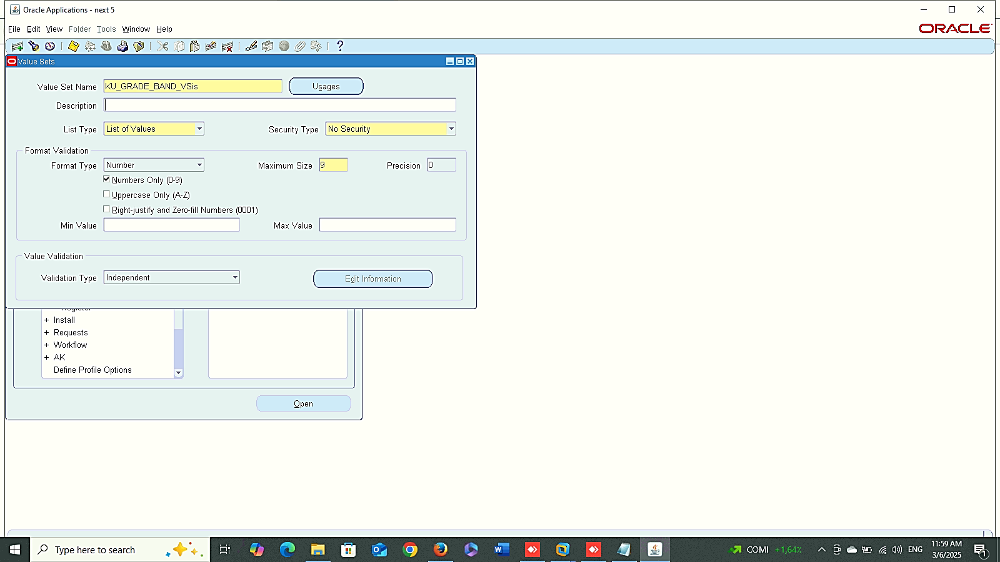 Oracle Applications - next 5
File Edit View Folder Tools Window Help
ORACLE
Value Sets
Value Set Name KU_GRADE_BAND_VSis Usages
Description
List Type List of Values Security Type No Security
Format Validation
Format Type Number Maximum Size 9 Precision 0
Numbers Only (0-9)
Uppercase Only (A-Z)
Right-justify and Zero-fill Numbers (0001)
Min Value Max Value
Value Validation
Validation Type Independent Edit Information
Register
+ Install
+ Requests
+ Workflow
+ AK
Define Profile Options
Open
Type here to search COMI +1,64% ENG 11:59 AM
3/6/2025
1